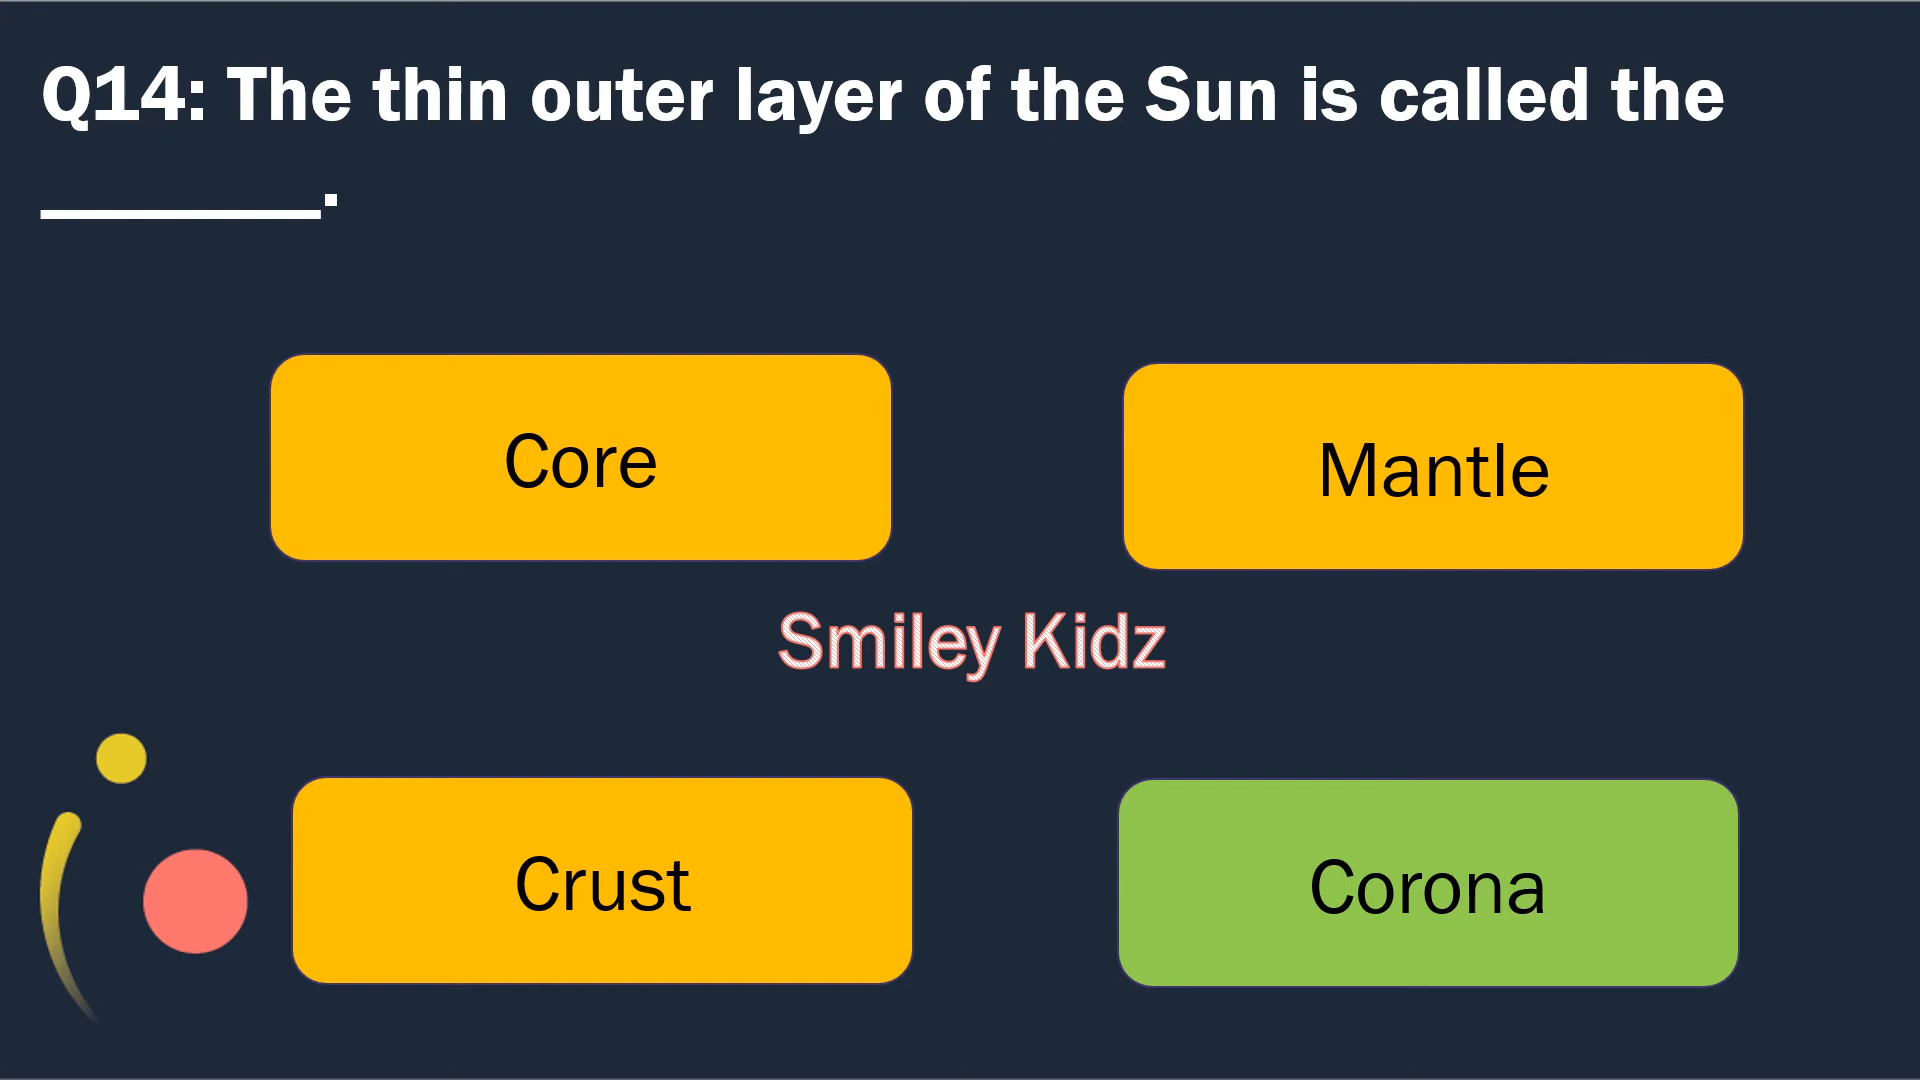 Q14: The thin outer layer of the Sun is called the
________.
Core
Mantle
Smiley Kidz
Crust
Corona